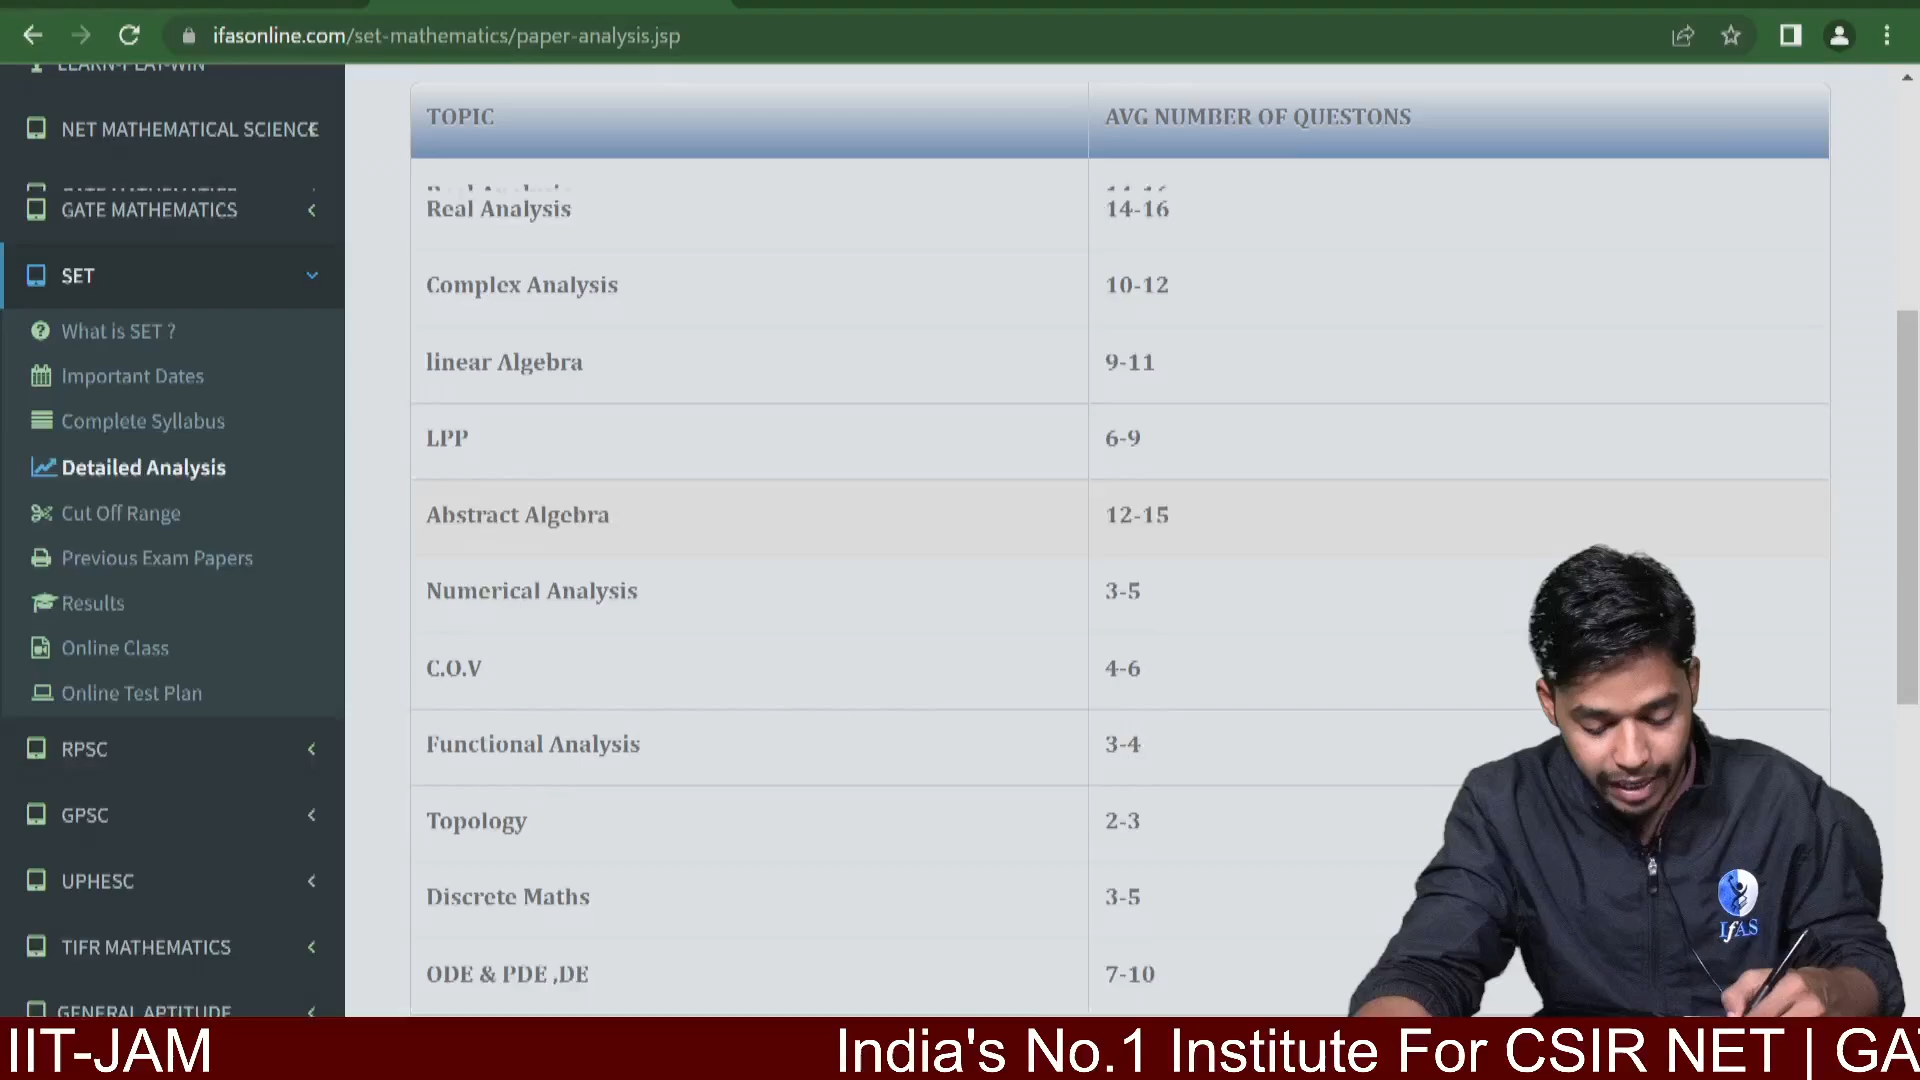 ifasonline.com/set-mathematics/paper-analysis.jsp
LEARN-PLAY-WIN
NET MATHEMATICAL SCIENCE
GATE MATHEMATICS
SET
What is SET ?
Important Dates
Complete Syllabus
Detailed Analysis
Cut Off Range
Previous Exam Papers
Results
Online Class
Online Test Plan
RPSC
GPSC
UPHESC
TIFR MATHEMATICS
GENERAL APTITUDE
TOPIC AVG NUMBER OF QUESTONS
Real Analysis 14-16
Complex Analysis 10-12
linear Algebra 9-11
LPP 6-9
Abstract Algebra 12-15
Numerical Analysis 3-5
C.O.V 4-6
Functional Analysis 3-4
Topology 2-3
Discrete Maths 3-5
ODE & PDE ,DE 7-10
IfAS
IIT-JAM India's No.1 Institute For CSIR NET | GA